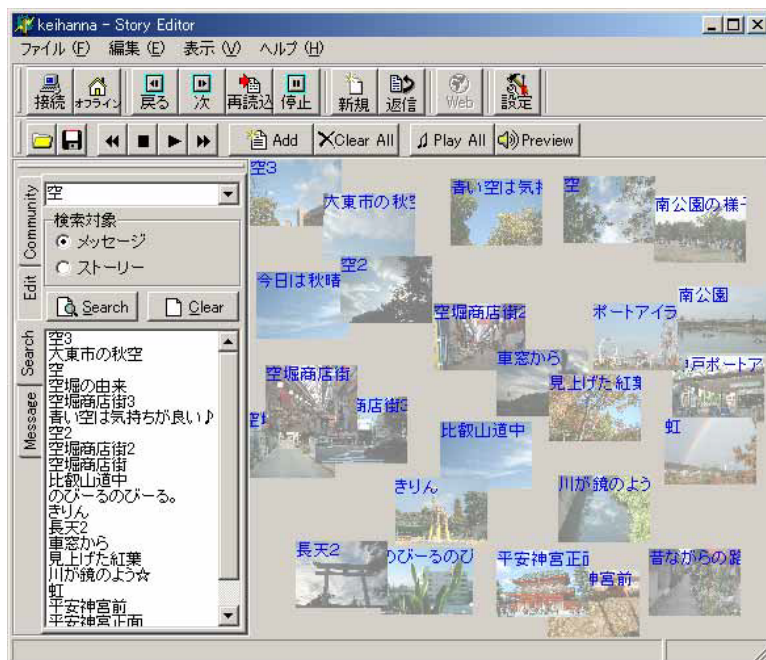 keihanna - Story Editor
ファイル (F) 編集 (E) 表示 (V) ヘルプ (H)
接続 オフライン 戻る 次 再読込 停止 新規 返信 Web 設定
Add Clear All Play All Preview
Community
Edit
Search
Message
空
検索対象
メッセージ
ストーリー
Search Clear
空3
大東市の秋空
空
空堀の由来
空堀商店街3
青い空は気持ちが良い♪
空2
空堀商店街2
空堀商店街
比叡山道中
のびーるのびーる。
きりん
長天2
車窓から
見上げた紅葉
川が鏡のよう☆
虹
平安神宮前
平安神宮正面
空3
大東市の秋空
青い空は気持
空
南公園の様子
今日は秋晴
空2
空堀商店街2
ポートアイラ
南公園
車窓から
戸ポートア
空堀商店街
見上げた紅葉
商店街3
比叡山道中
虹
きりん
川が鏡のよう
長天2
のびーるのび
平安神宮正面
神宮前
昔ながらの路